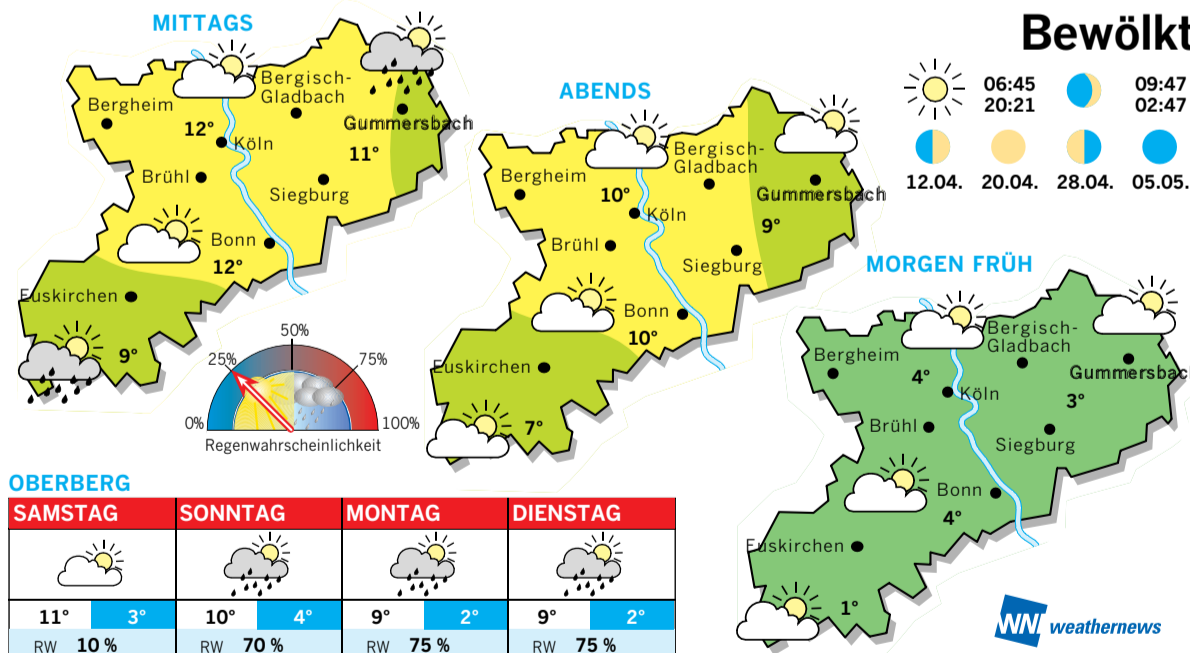 MITTAGS
Bergheim
Bergisch-
Gladbach
Gummersbach
12°
Köln
11°
Brühl
Siegburg
Bonn
12°
Euskirchen
9°
ABENDS
Bergheim
Bergisch-
Gladbach
Gummersbach
10°
Köln
9°
Brühl
Siegburg
Bonn
10°
Euskirchen
7°
Bewölkt
06:45
20:21
09:47
02:47
12.04. 20.04. 28.04. 05.05.
MORGEN FRÜH
Bergheim
Bergisch-
Gladbach
Gummersbac
4°
Köln
3°
Brühl
Siegburg
Bonn
4°
Euskirchen
1°
0%
25%
50%
75%
100%
Regenwahrscheinlichkeit
OBERBERG
SAMSTAG SONNTAG MONTAG DIENSTAG
11° 3° 10° 4° 9° 2° 9° 2°
RW 10 % RW 70 % RW 75 % RW 75 %
WN weathernews